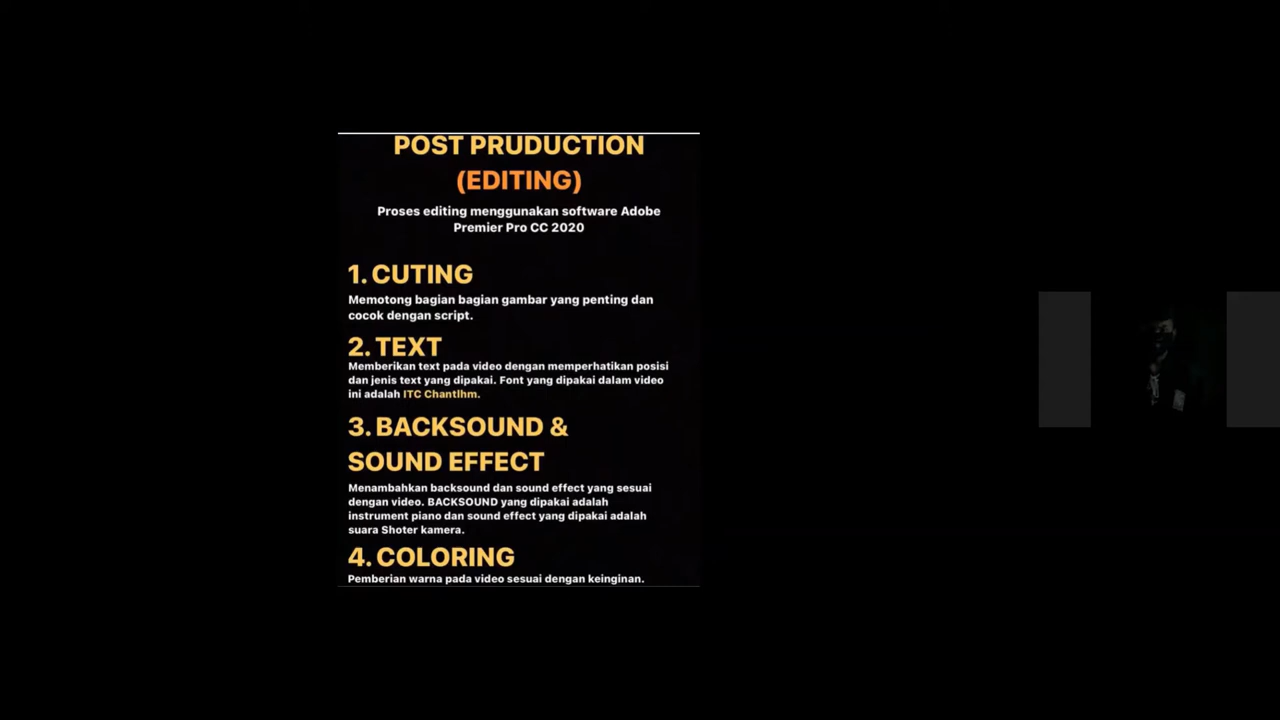 POST PRUDUCTION
(EDITING)
Proses editing menggunakan software Adobe
Premier Pro CC 2020
1. CUTING
Memotong bagian bagian gambar yang penting dan
cocok dengan script.
2. TEXT
Memberikan text pada video dengan memperhatikan posisi
dan jenis text yang dipakai. Font yang dipakai dalam video
ini adalah ITC Chantlhm.
3. BACKSOUND &
SOUND EFFECT
Menambahkan backsound dan sound effect yang sesuai
dengan video. BACKSOUND yang dipakai adalah
instrument piano dan sound effect yang dipakai adalah
suara Shoter kamera.
4. COLORING
Pemberian warna pada video sesuai dengan keinginan.